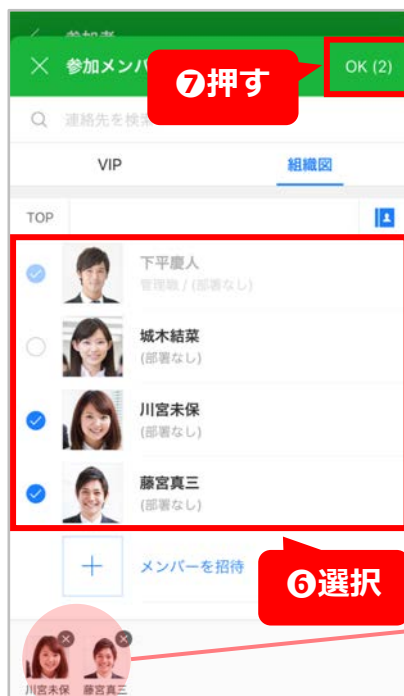 参加者
参加メンバ
❼押す
OK (2)
連絡先を検
VIP
組織図
TOP
下平慶人
管理職 / (部署なし)
城木結菜
(部署なし)
川宮未保
(部署なし)
藤宮真三
(部署なし)
メンバーを招待
❻選択
川宮未保
藤宮真三